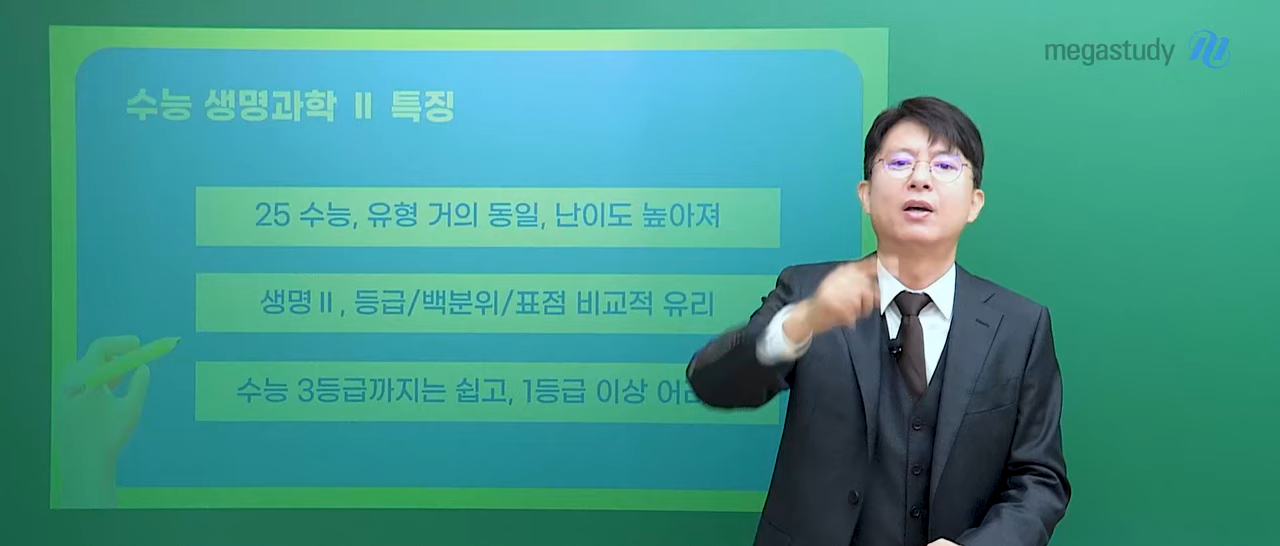 megastudy
수능 생명과학 Ⅱ 특징
25 수능, 유형 거의 동일, 난이도 높아져
생명Ⅱ, 등급/백분위/표점 비교적 유리
수능 3등급까지는 쉽고, 1등급 이상